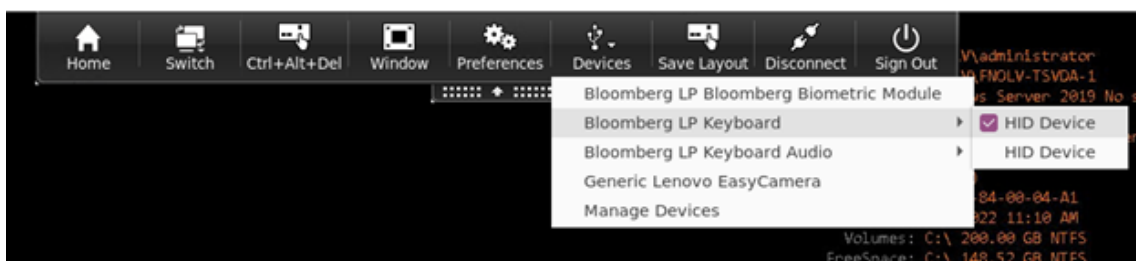 Home Switch Ctrl+Alt+Del Window Preferences Devices Save Layout Disconnect Sign Out
V\administrator
\FNOLV-TSVDA-1
Server 2019 No
Bloomberg LP Bloomberg Biometric Module
Bloomberg LP Keyboard
HID Device
Bloomberg LP Keyboard Audio
HID Device
Generic Lenovo EasyCamera
-84-00-04-A1
Manage Devices
022 11:10 AM
Volumes: C:\ 200.00 GB NTFS
FreeSpace: C:\ 148.52 GB NTFS